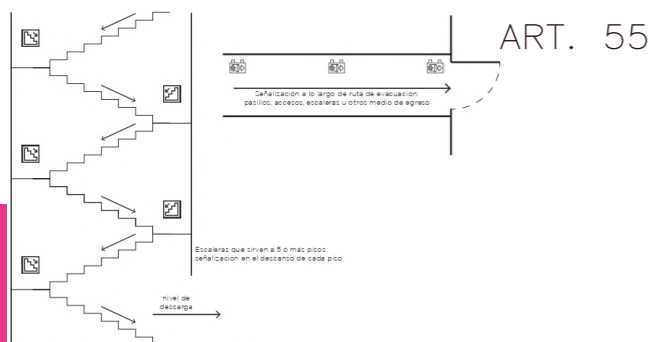 ART. 55
Señalización a lo largo de ruta de evacuación:
pasillos, accesos, escaleras u otros medio de egreso
Escaleras que sirven a 5 ó más pisos:
señalización en el descanso de cada piso
nivel de
descarga